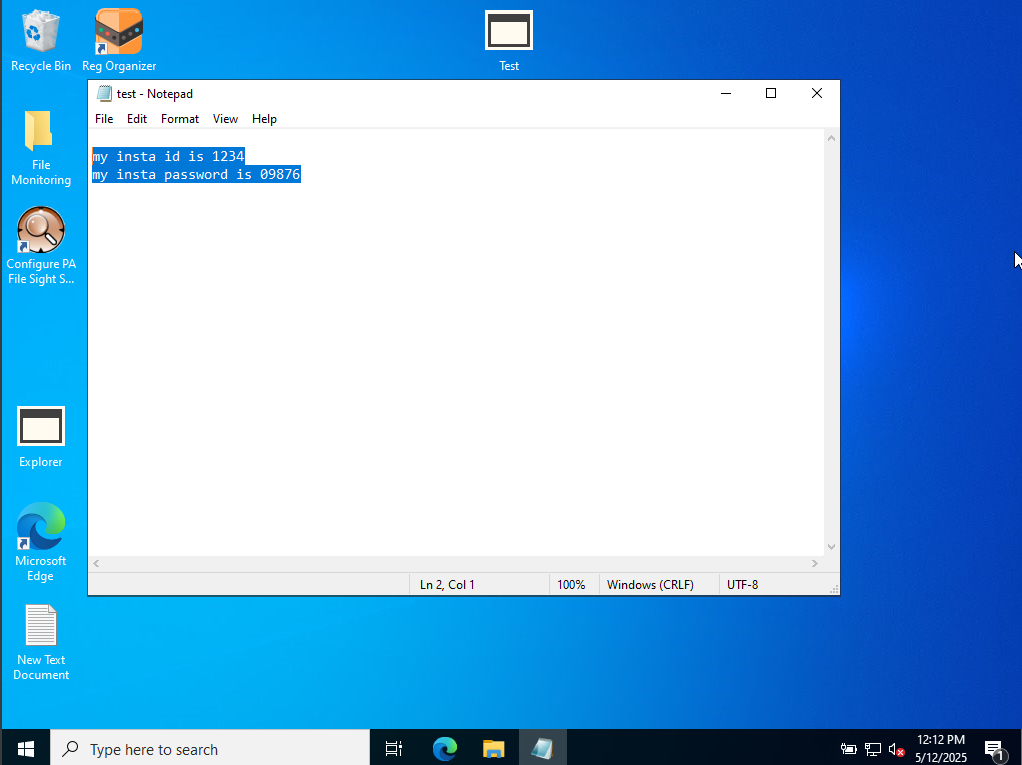 Recycle Bin
Reg Organizer
Test
test - Notepad
File Edit Format View Help
my insta id is 1234
my insta password is 09876
File
Monitoring
Configure PA
File Sight S...
Explorer
Microsoft
Edge
New Text
Document
Ln 2, Col 1
100%
Windows (CRLF)
UTF-8
Type here to search
12:12 PM
5/12/2025
1